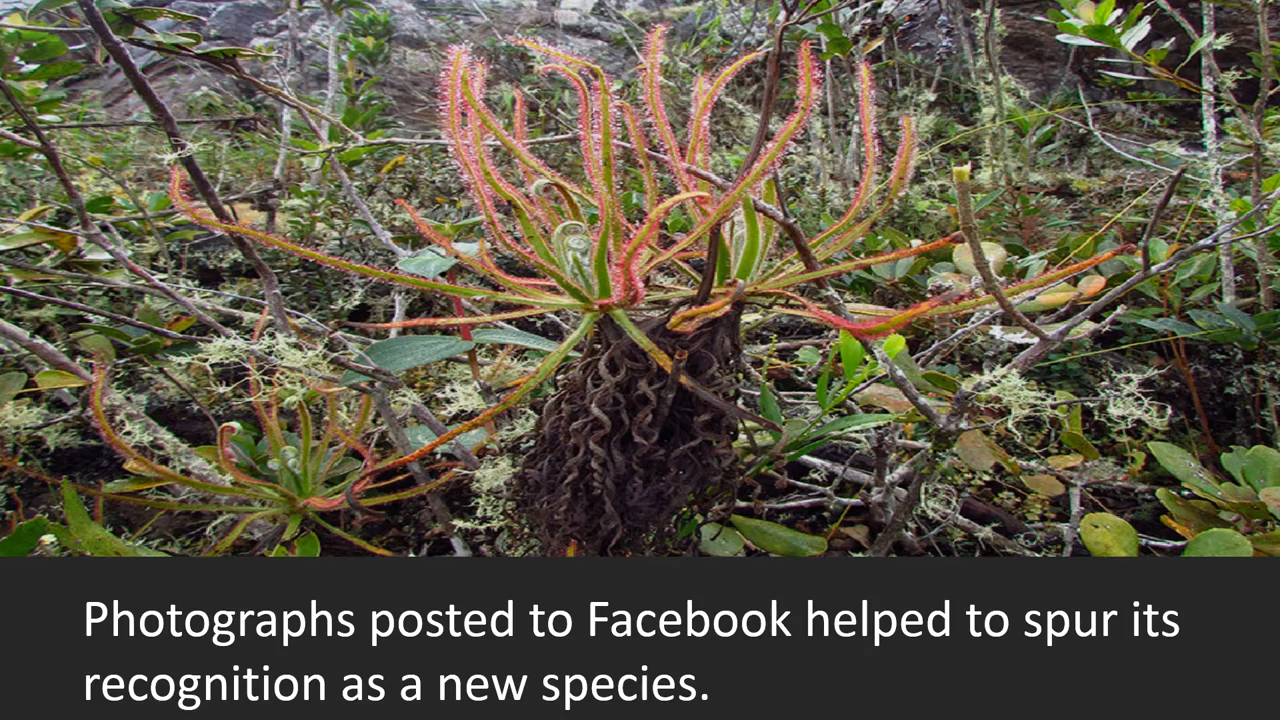 Photographs posted to Facebook helped to spur its
recognition as a new species.